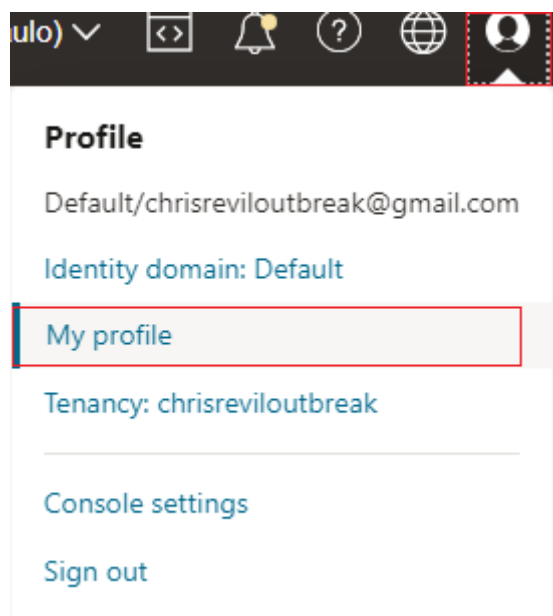 ulo)
Profile
Default/chrisreviloutbreak@gmail.com
Identity domain: Default
My profile
Tenancy: chrisreviloutbreak
Console settings
Sign out